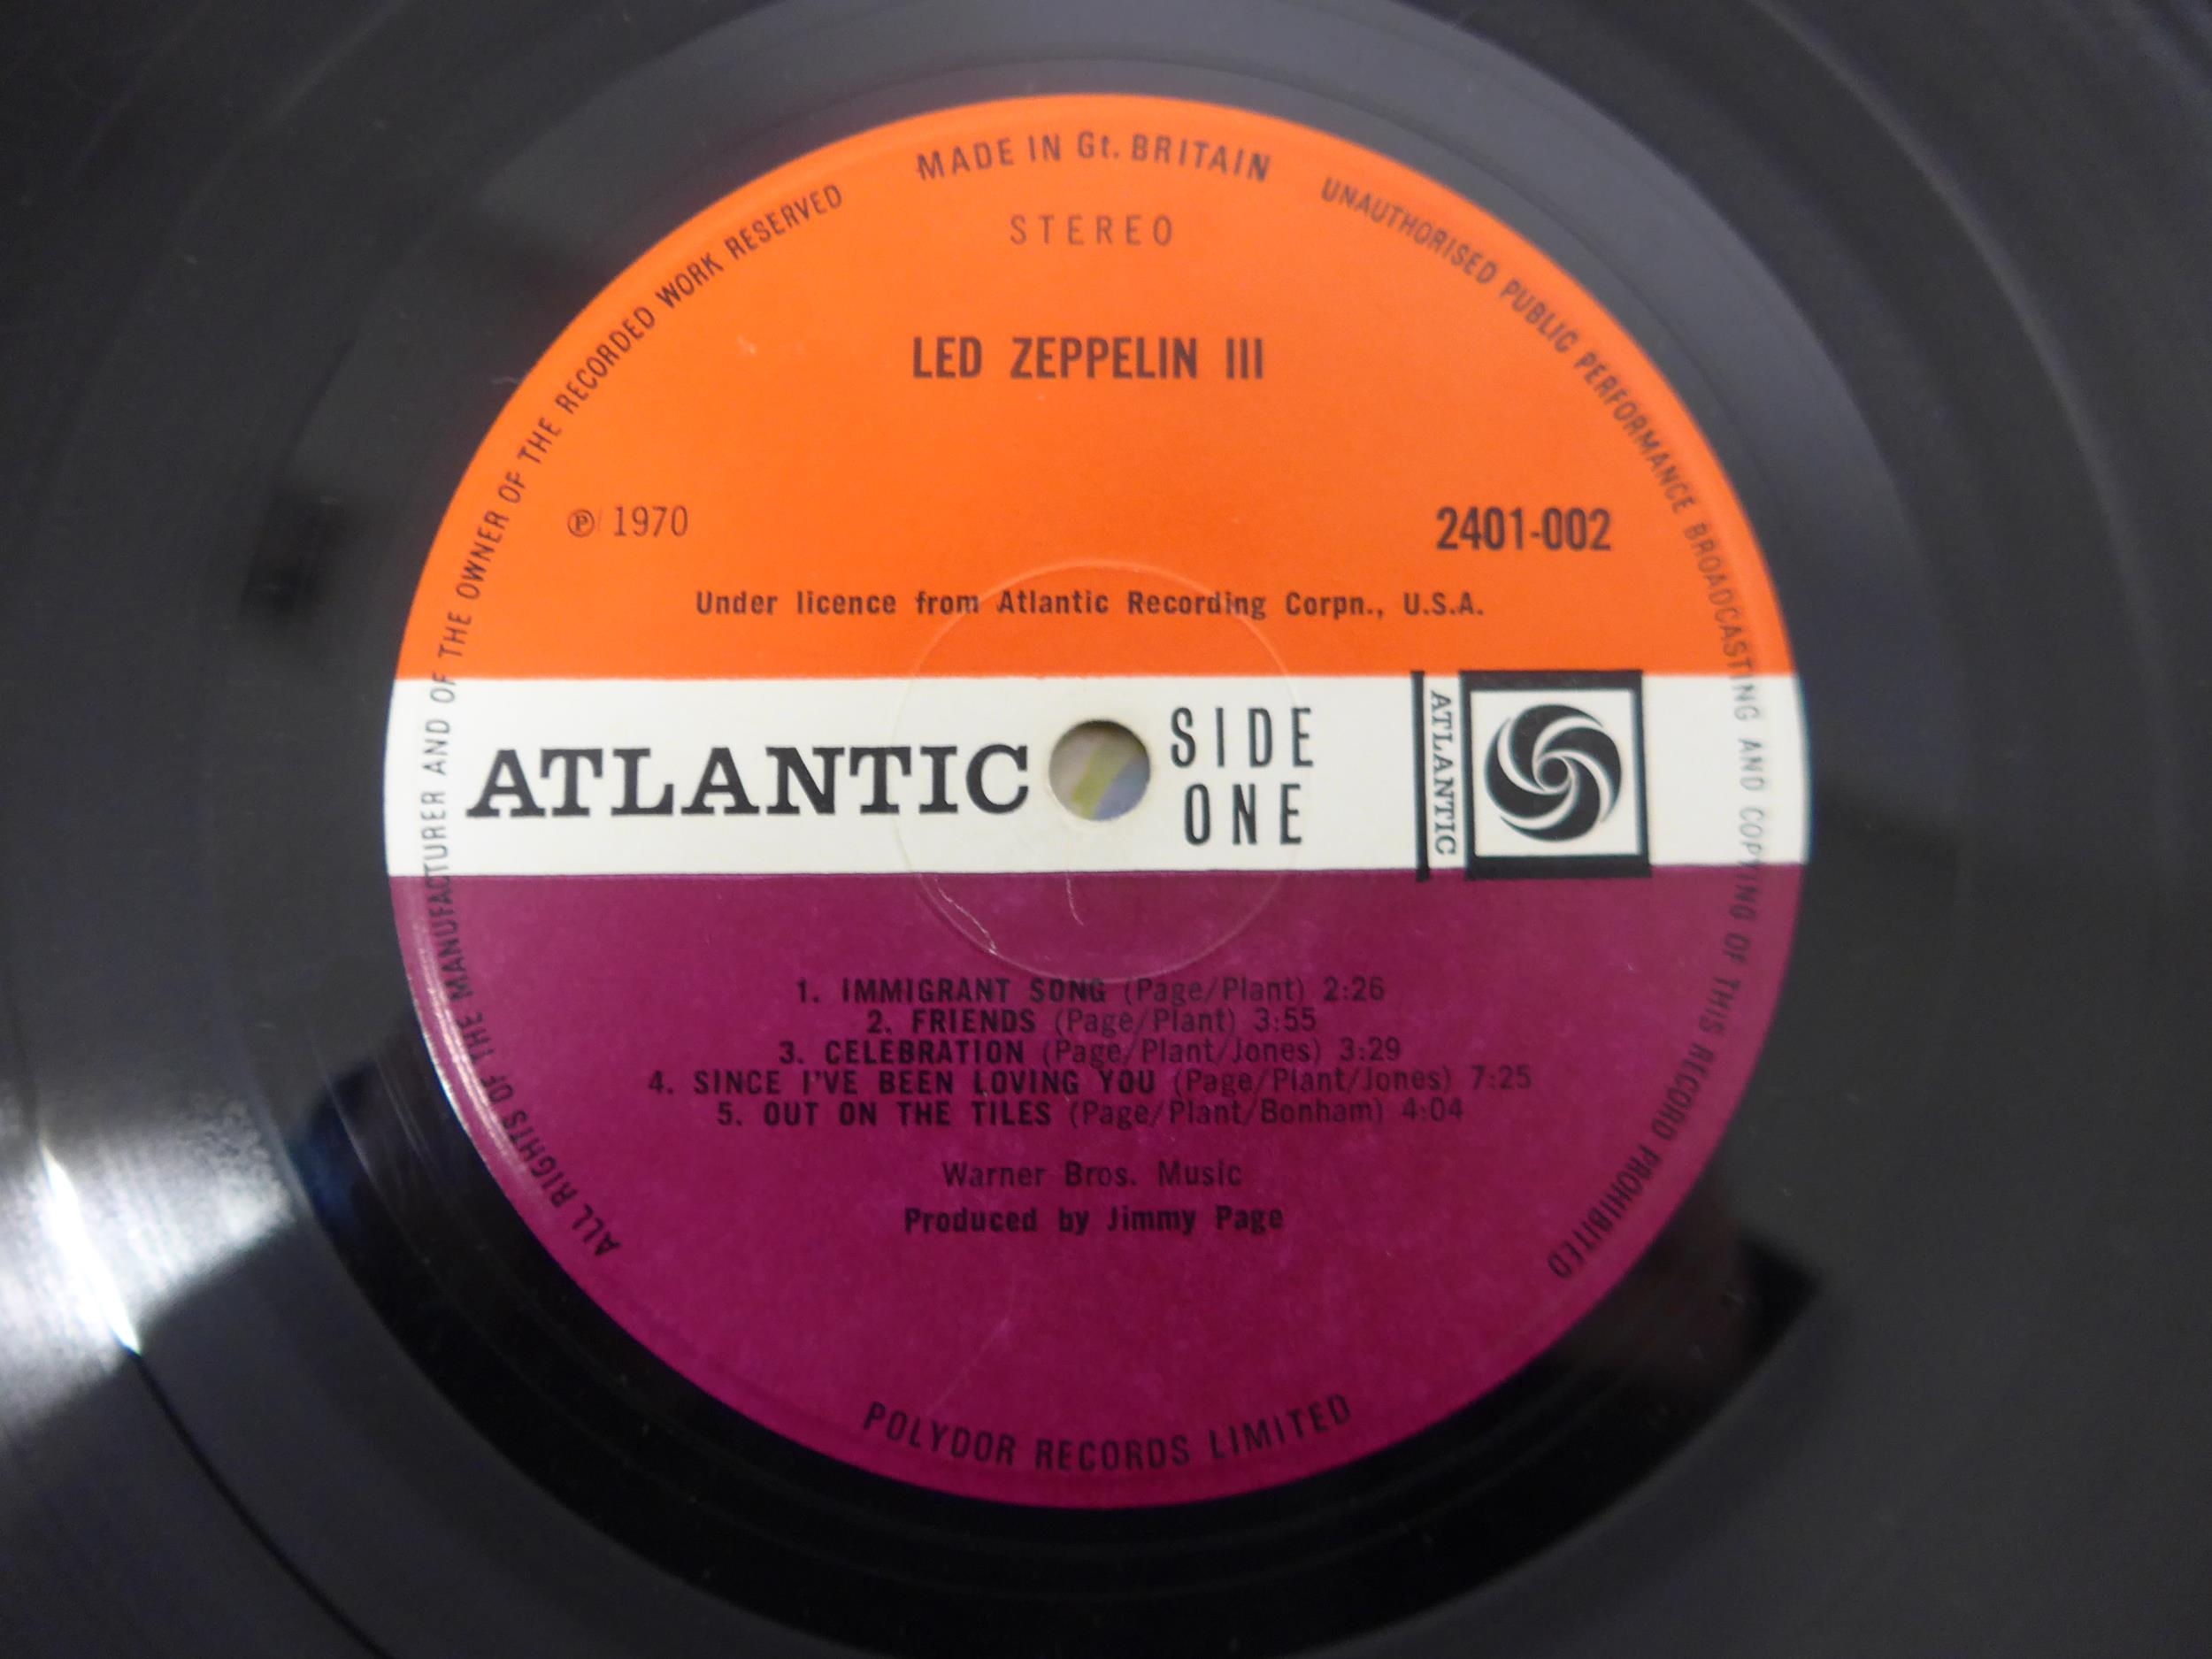 MADE IN Gt. BRITAIN
ALL RIGHTS OF THE MANUFACTURER AND OF THE OWNER OF THE RECORDED WORK RESERVED
UNAUTHORISED PUBLIC PERFORMANCE BROADCASTING AND COPYING OF THIS RECORD PROHIBITED
STEREO
LED ZEPPELIN III
℗ 1970
2401-002
Under licence from Atlantic Recording Corpn., U.S.A.
ATLANTIC
SIDE
ONE
ATLANTIC
1. IMMIGRANT SONG (Page/Plant) 2:26
2. FRIENDS (Page/Plant) 3:55
3. CELEBRATION (Page/Plant/Jones) 3:29
4. SINCE I'VE BEEN LOVING YOU (Page/Plant/Jones) 7:25
5. OUT ON THE TILES (Page/Plant/Bonham) 4:04
Warner Bros. Music
Produced by Jimmy Page
POLYDOR RECORDS LIMITED